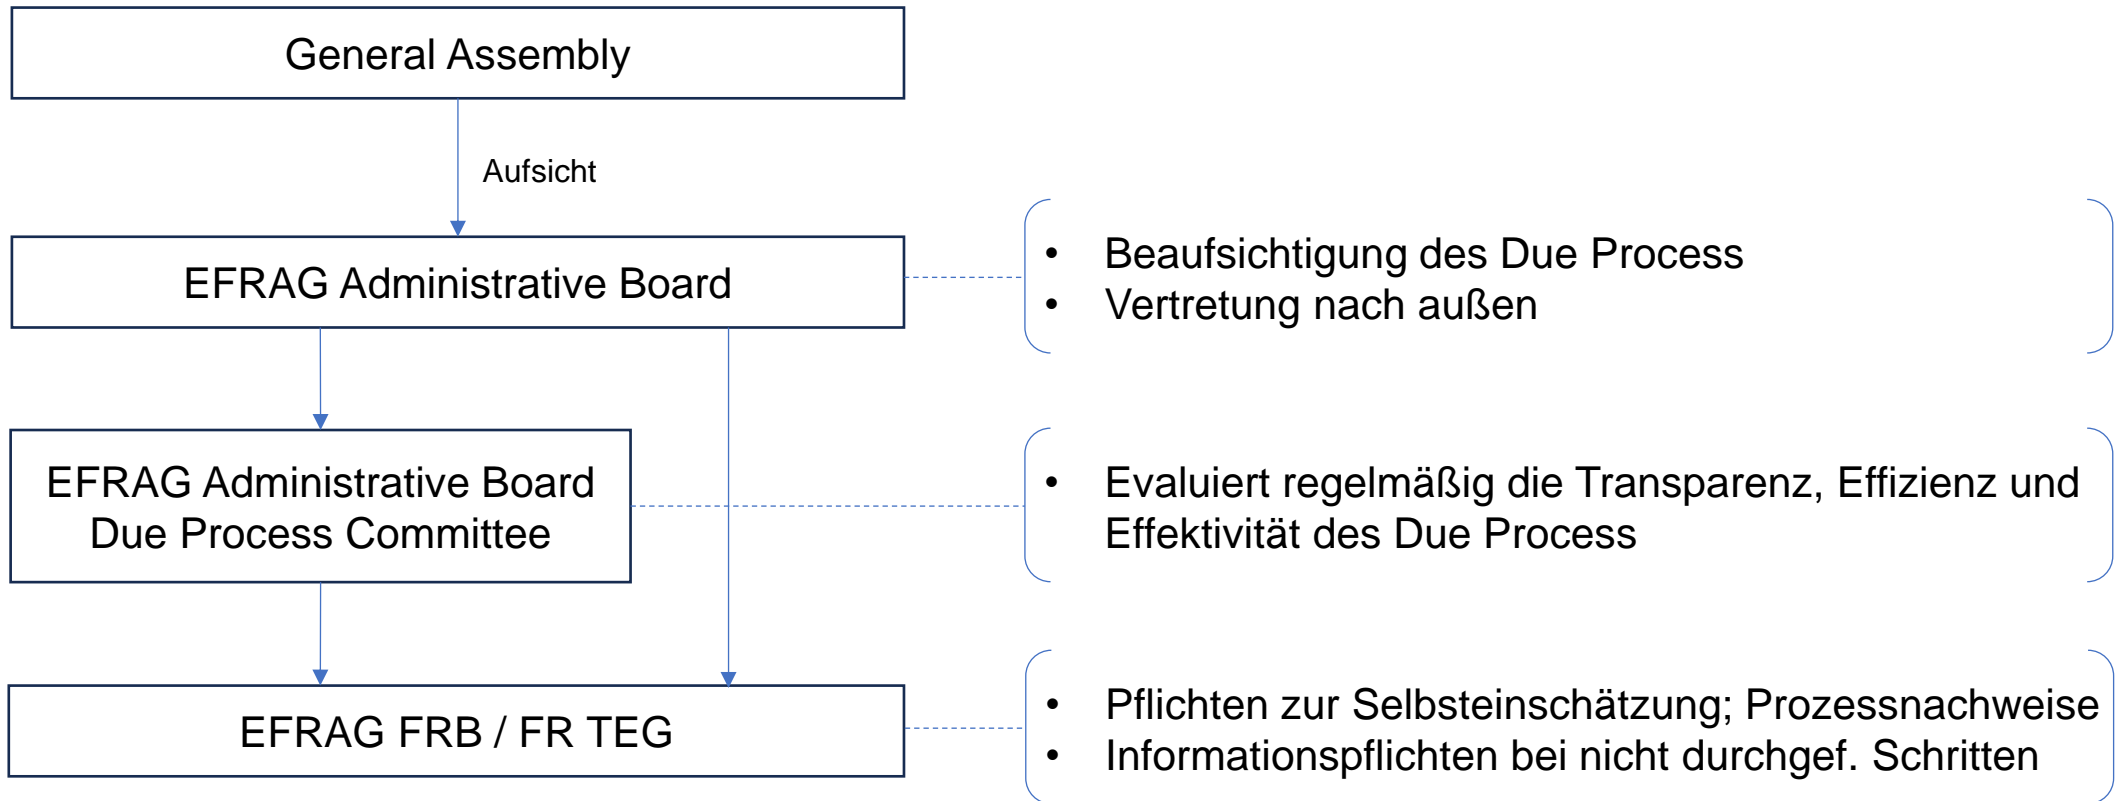 General Assembly
Aufsicht
EFRAG Administrative Board
• Beaufsichtigung des Due Process
• Vertretung nach außen
EFRAG Administrative Board
Due Process Committee
• Evaluiert regelmäßig die Transparenz, Effizienz und
Effektivität des Due Process
EFRAG FRB / FR TEG
• Pflichten zur Selbsteinschätzung; Prozessnachweise
• Informationspflichten bei nicht durchgef. Schritten